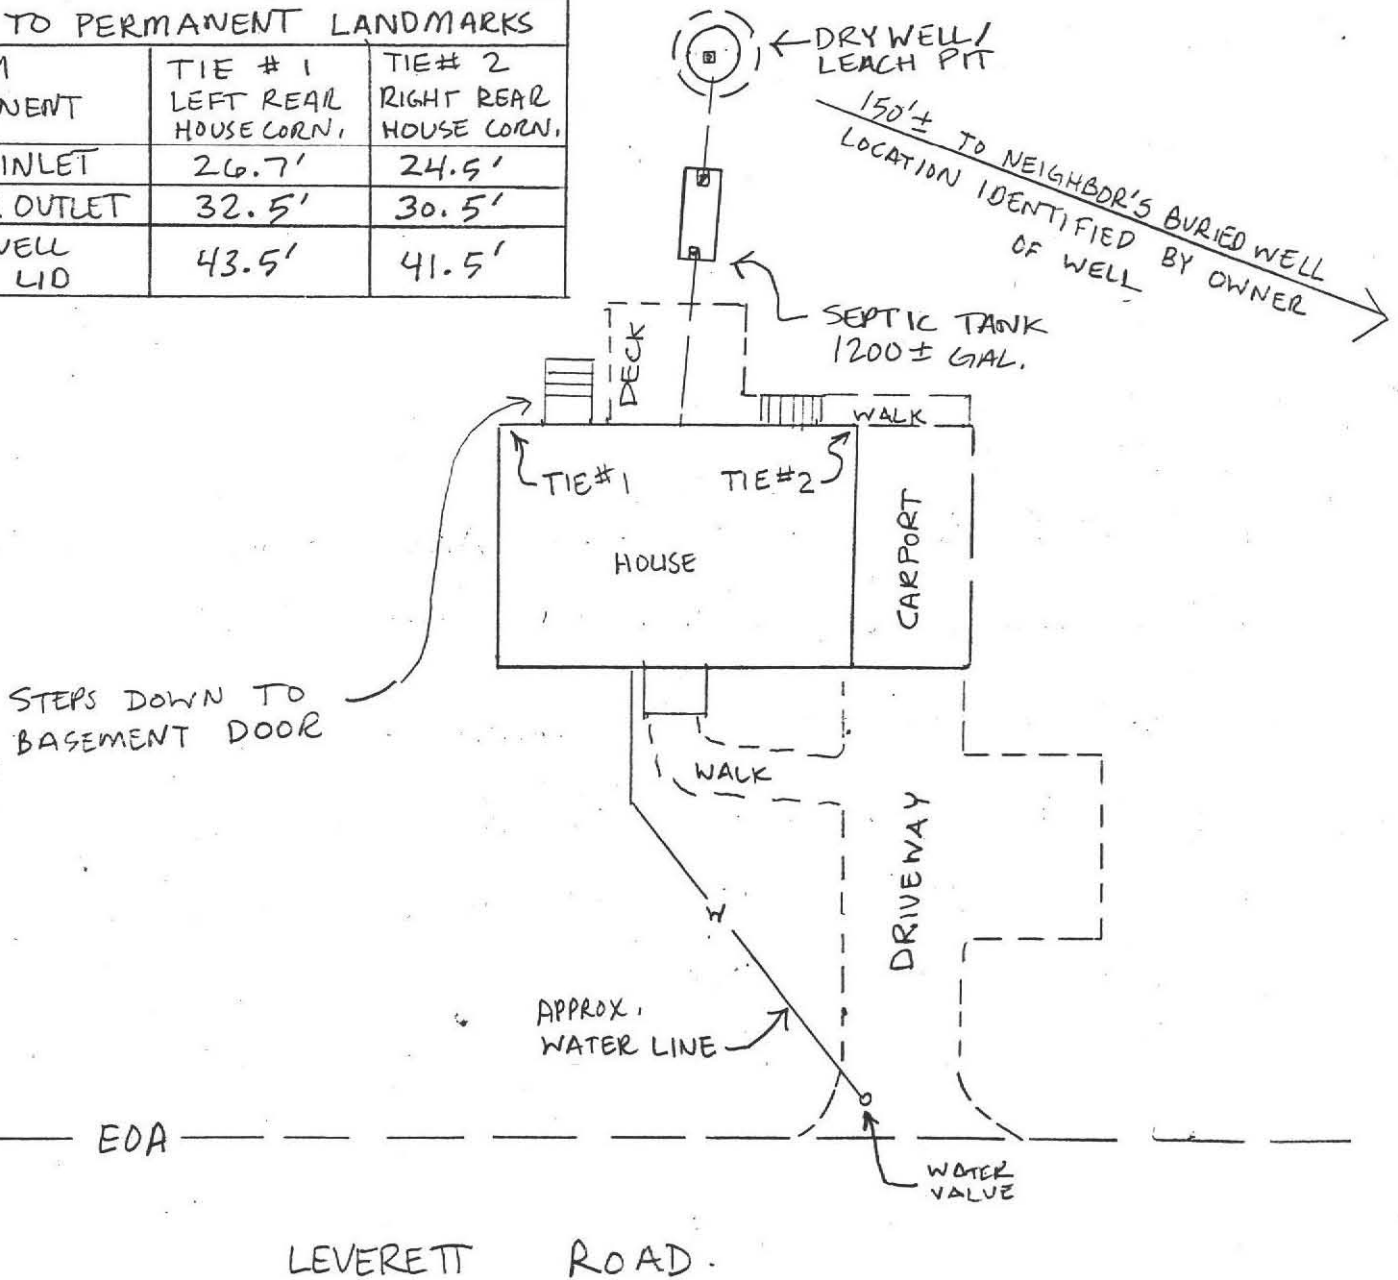 TO PERMANENT LANDMARKS
TIE # 1
LEFT REAR
HOUSE CORN.
TIE# 2
RIGHT REAR
HOUSE CORN.
INLET 26.7' 24.5'
OUTLET 32.5' 30.5'
43.5' 41.5'
LID
DRYWELL/
LEACH PIT
150'± TO NEIGHBOR'S BURIED WELL
LOCATION IDENTIFIED BY OWNER
OF WELL
SEPTIC TANK
1200± GAL.
DECK
WALK
TIE#1
TIE#2
HOUSE
CARPORT
STEPS DOWN TO
BASEMENT DOOR
WALK
DRIVEWAY
W
APPROX.
WATER LINE
EOA
WATER
VALVE
LEVERETT ROAD.